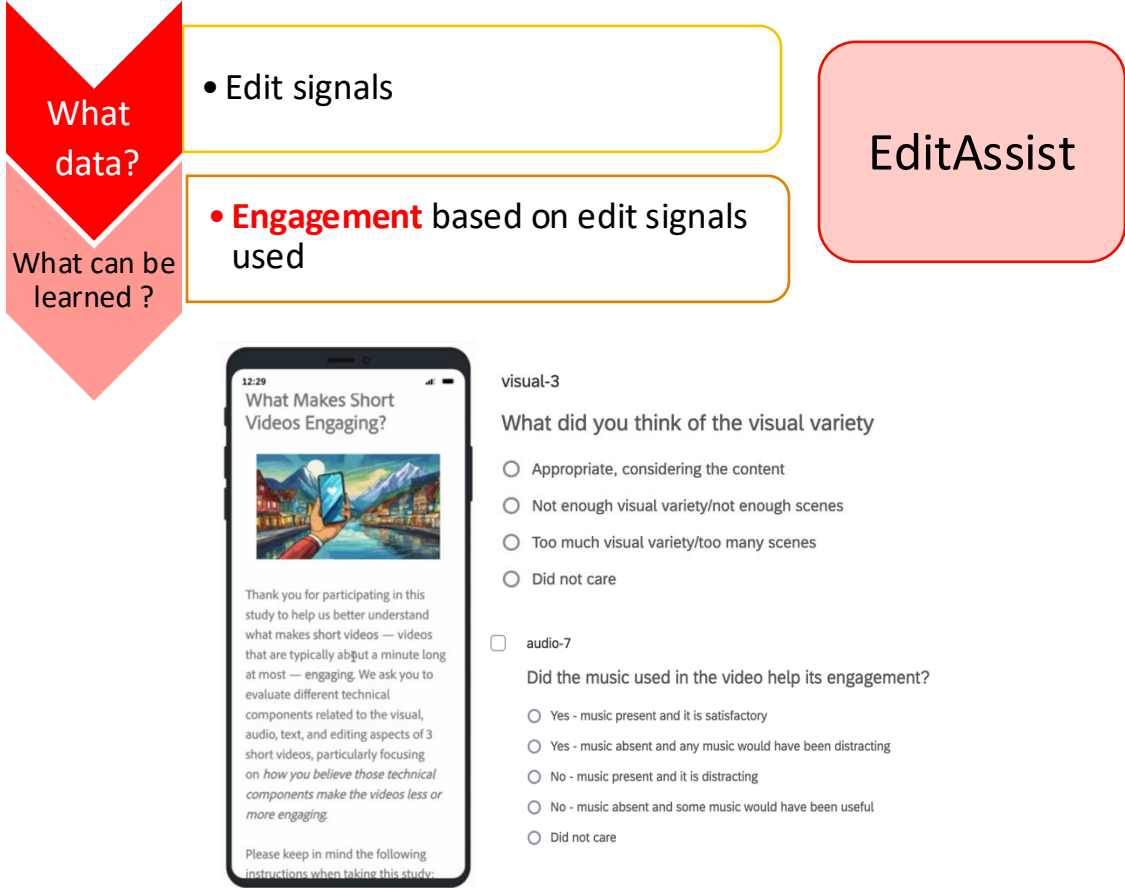 What
data?
• Edit signals
EditAssist
What can be
learned ?
• Engagement based on edit signals
used
12:29
What Makes Short
Videos Engaging?
Thank you for participating in this
study to help us better understand
what makes short videos — videos
that are typically about a minute long
at most — engaging. We ask you to
evaluate different technical
components related to the visual,
audio, text, and editing aspects of 3
short videos, particularly focusing
on how you believe those technical
components make the videos less or
more engaging.
Please keep in mind the following
instructions when taking this study:
visual-3
What did you think of the visual variety
Appropriate, considering the content
Not enough visual variety/not enough scenes
Too much visual variety/too many scenes
Did not care
audio-7
Did the music used in the video help its engagement?
Yes - music present and it is satisfactory
Yes - music absent and any music would have been distracting
No - music present and it is distracting
No - music absent and some music would have been useful
Did not care